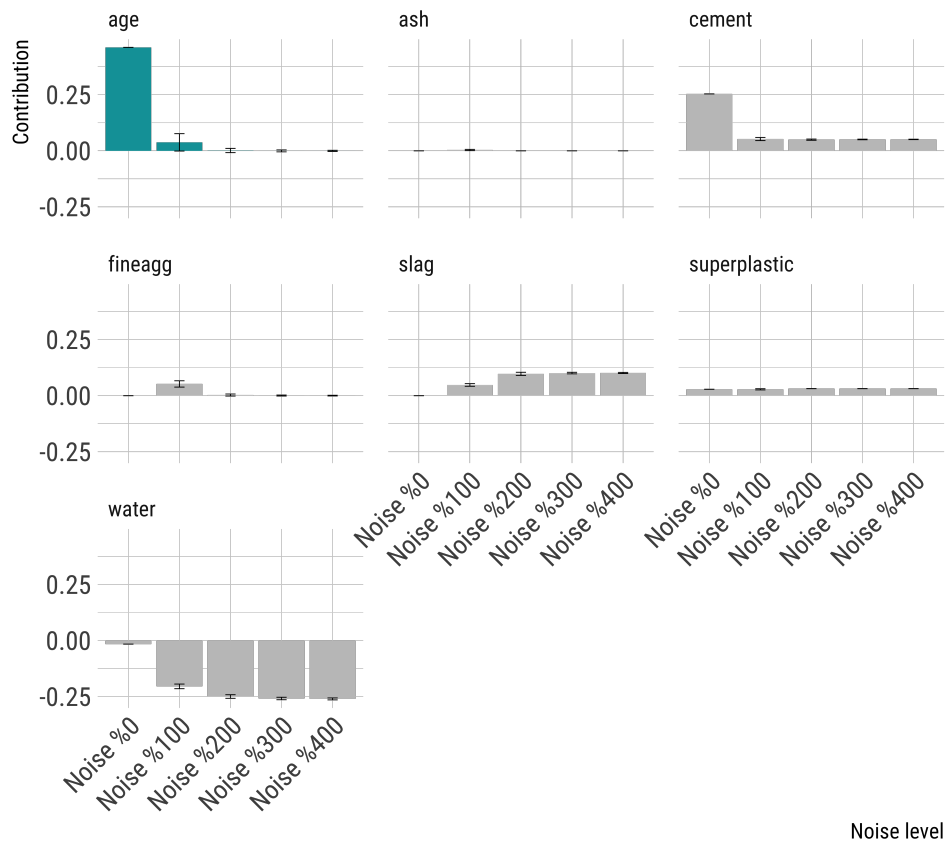 age
ash
cement
Contribution
0.25
0.00
-0.25
fineagg
slag
superplastic
0.25
0.00
-0.25
Noise %0
Noise %100
Noise %200
Noise %300
Noise %400
Noise %0
Noise %100
Noise %200
Noise %300
Noise %400
water
0.25
0.00
-0.25
Noise %0
Noise %100
Noise %200
Noise %300
Noise %400
Noise level